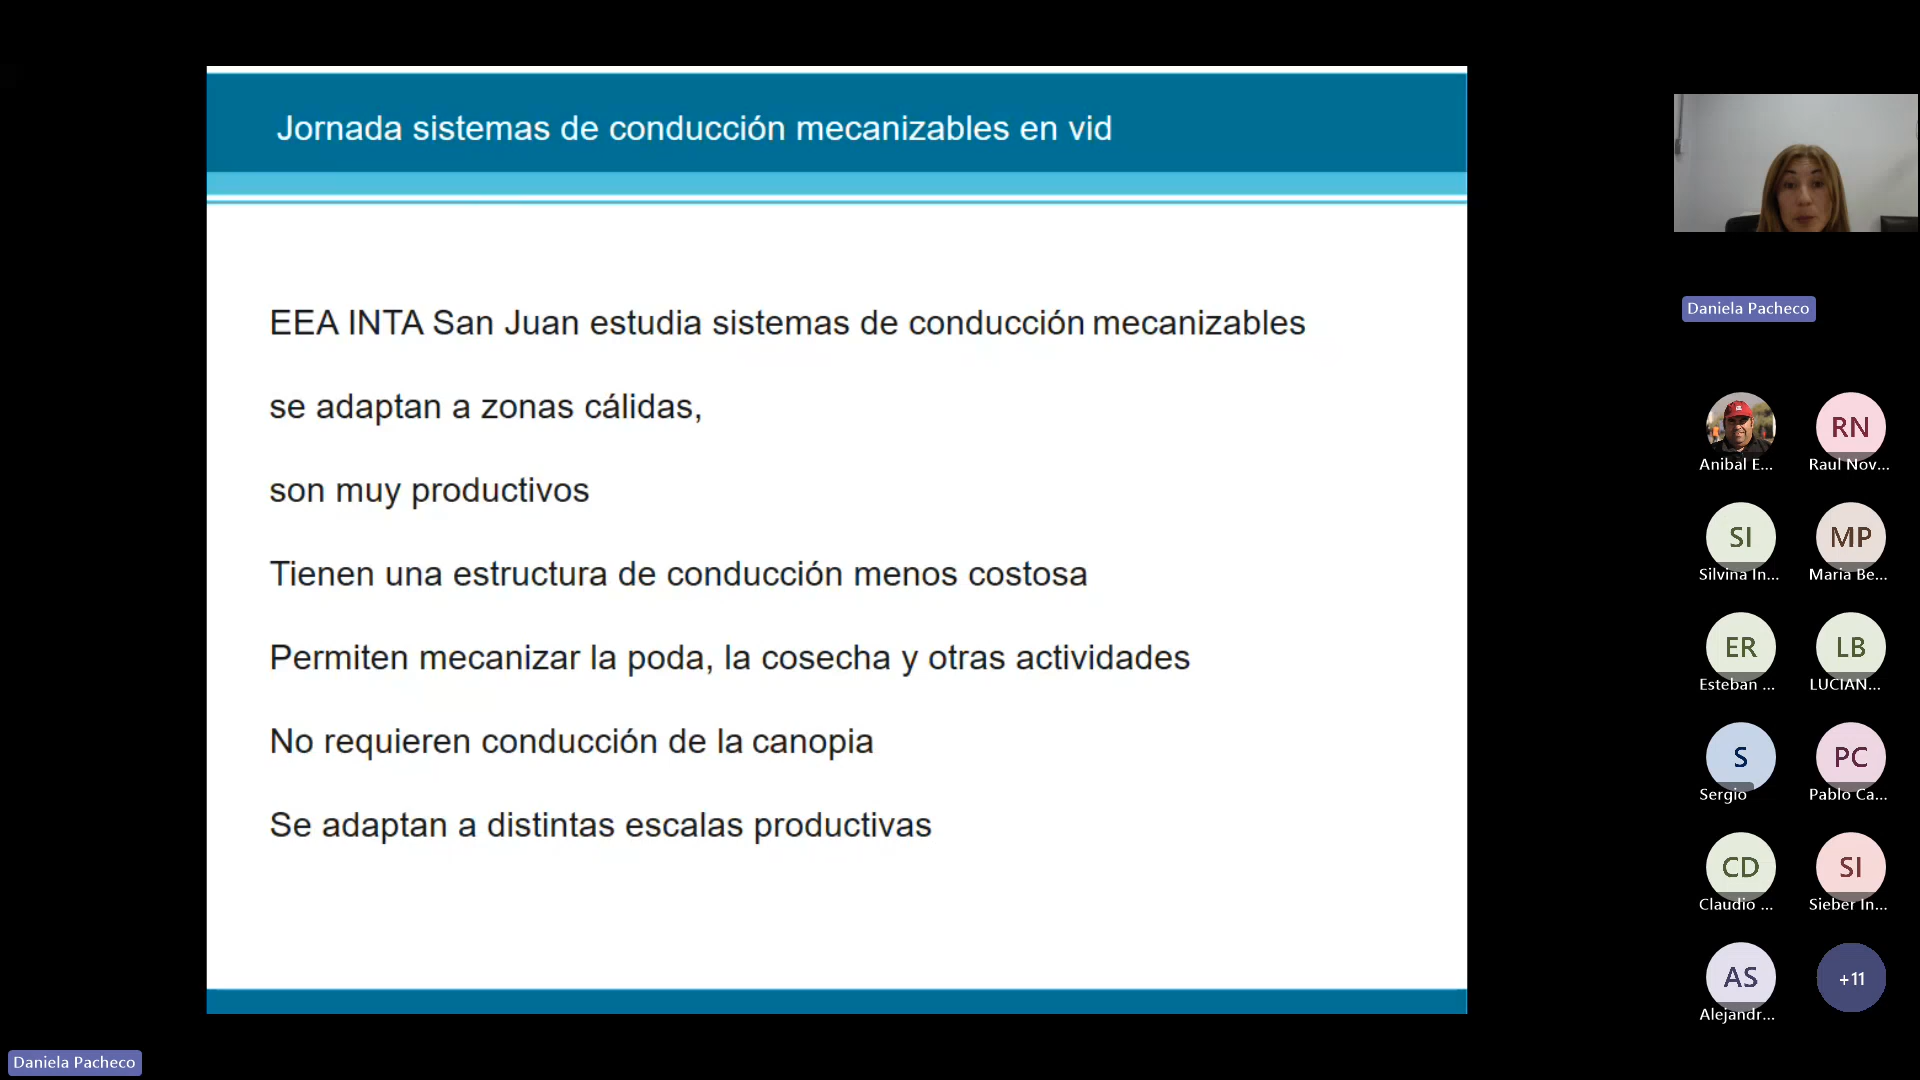 Jornada sistemas de conducción mecanizables en vid
EEA INTA San Juan estudia sistemas de conducción mecanizables
se adaptan a zonas cálidas,
son muy productivos
Tienen una estructura de conducción menos costosa
Permiten mecanizar la poda, la cosecha y otras actividades
No requieren conducción de la canopia
Se adaptan a distintas escalas productivas
Daniela Pacheco
Anibal E...
RN
Raul Nov...
SI
Silvina In...
MP
Maria Be...
ER
Esteban ...
LB
LUCIAN...
S
Sergio
PC
Pablo Ca...
CD
Claudio ...
SI
Sieber In...
AS
Alejandr...
+11
Daniela Pacheco